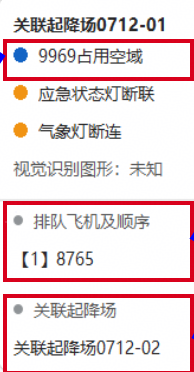 关联起降场0712-01
9969占用空域
应急状态灯断联
气象灯断连
视觉识别图形：未知
排队飞机及顺序
【1】8765
关联起降场
关联起降场0712-02